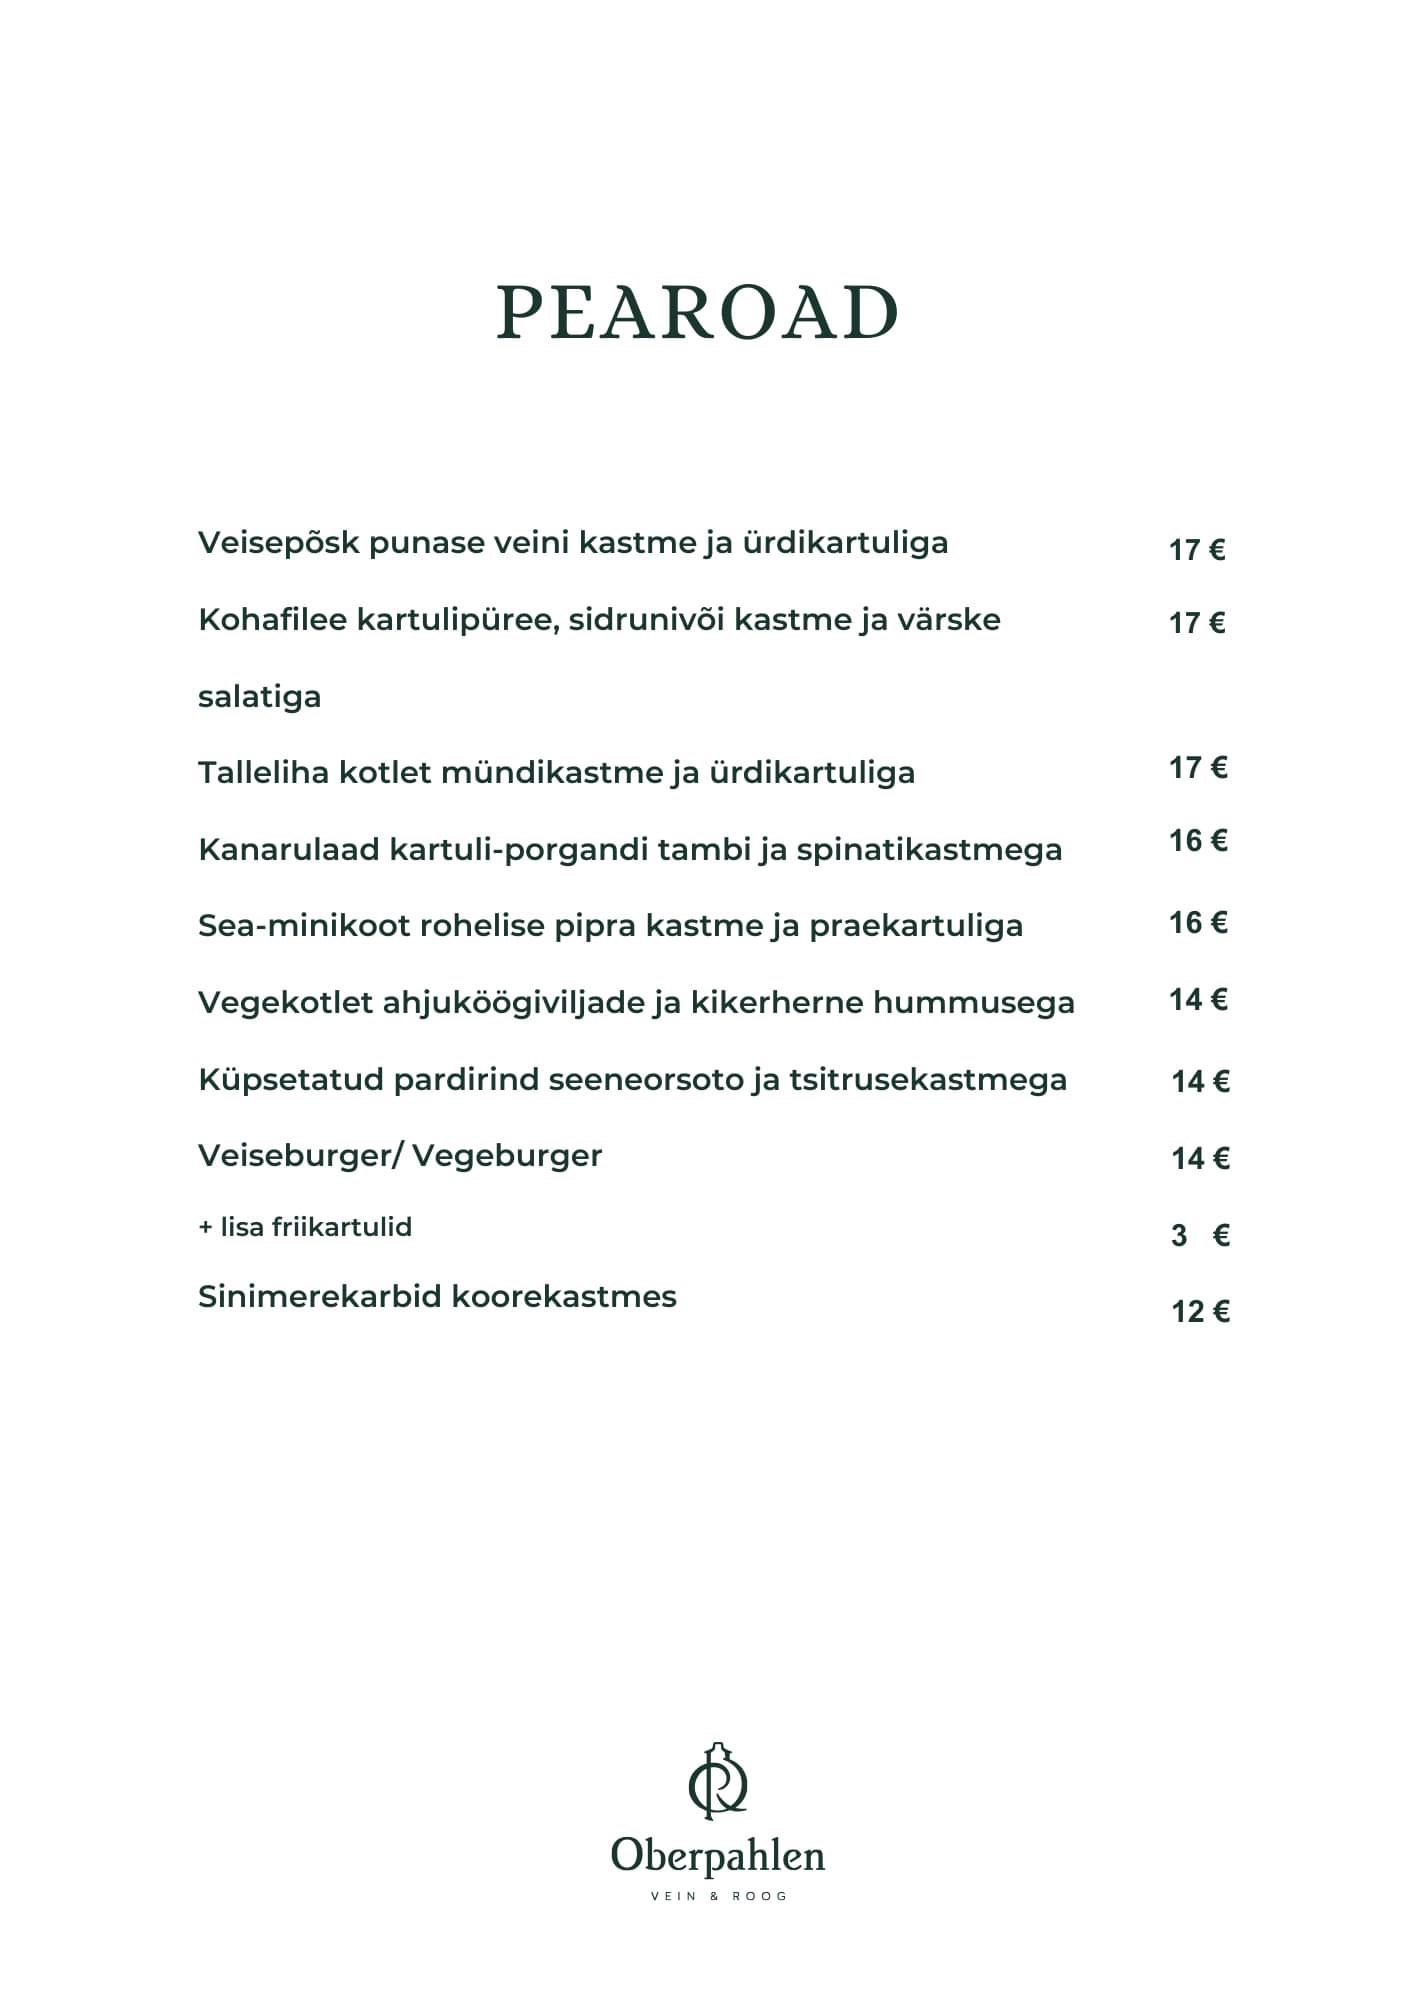 PEAROAD
Veisepõsk punase veini kastme ja ürdikartuliga 17 €
Kohafilee kartulipüree, sidrunivõi kastme ja värske 17 €
salatiga
Talleliha kotlet mündikastme ja ürdikartuliga 17 €
Kanarulaad kartuli-porgandi tambi ja spinatikastmega 16 €
Sea-minikoot rohelise pipra kastme ja praekartuliga 16 €
Vegekotlet ahjuköögiviljade ja kikerherne hummusega 14 €
Küpsetatud pardirind seeneorsoto ja tsitrusekastmega 14 €
Veiseburger/ Vegeburger 14 €
+ lisa friikartulid 3 €
Sinimerekarbid koorekastmes 12 €
Oberpahlen
VEIN & ROOG